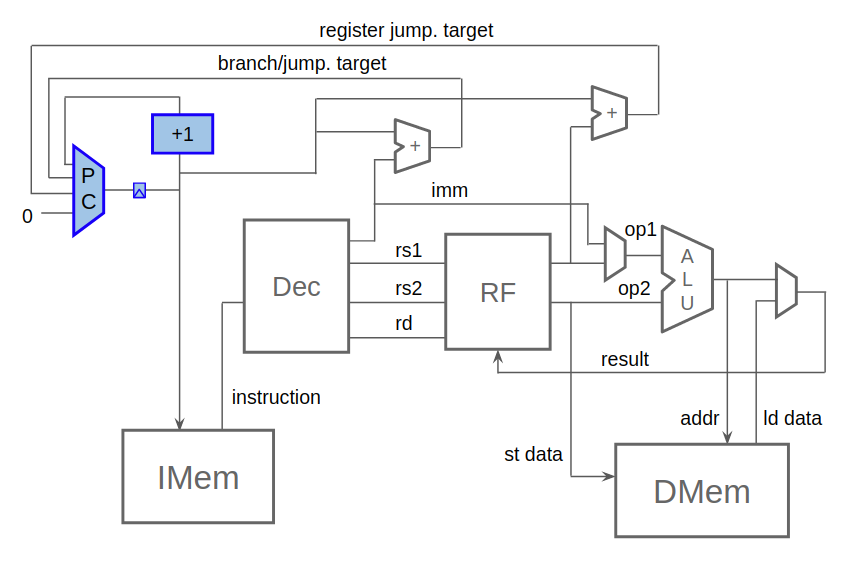 register jump. target
branch/jump. target
+1
+
+
P
C
0
imm
Dec
rs1
rs2
rd
RF
op1
op2
A
L
U
result
instruction
addr
ld data
st data
IMem
DMem